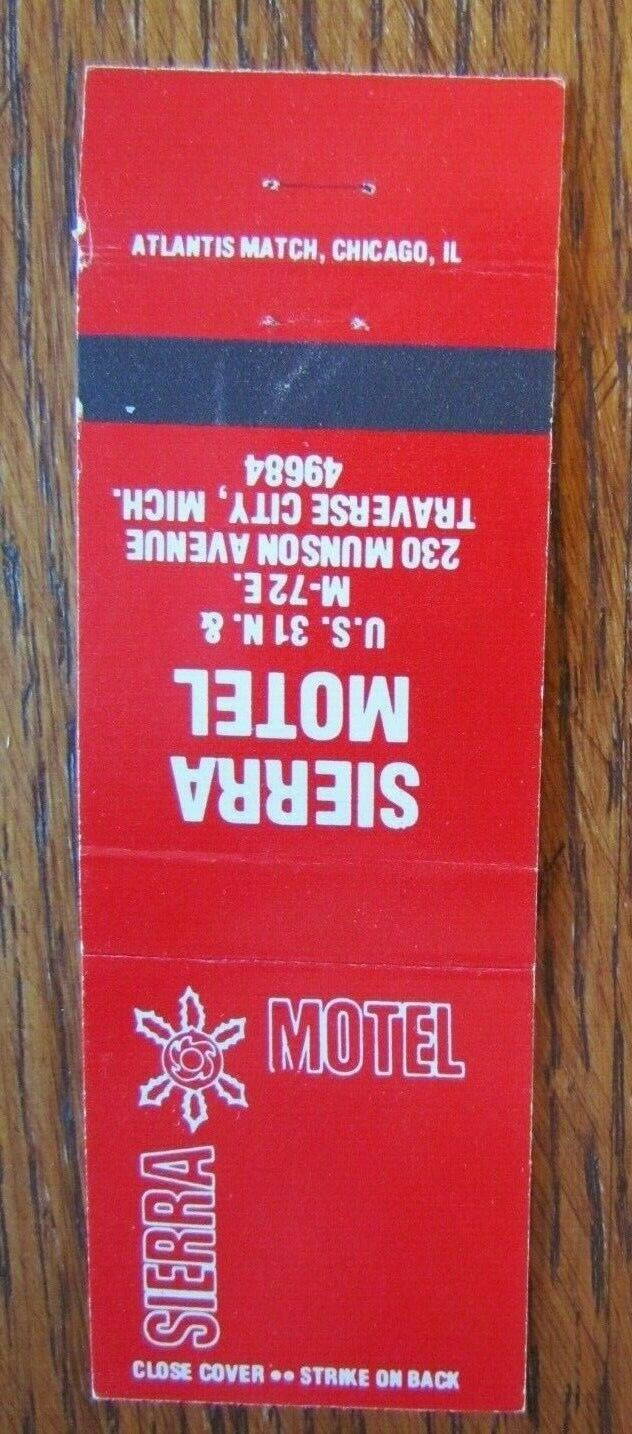 ATLANTIS MATCH, CHICAGO, IL
SIERRA
MOTEL
U.S. 31 N. &
M-72 E.
230 MUNSON AVENUE
TRAVERSE CITY, MICH.
49684
SIERRA
MOTEL
CLOSE COVER •• STRIKE ON BACK